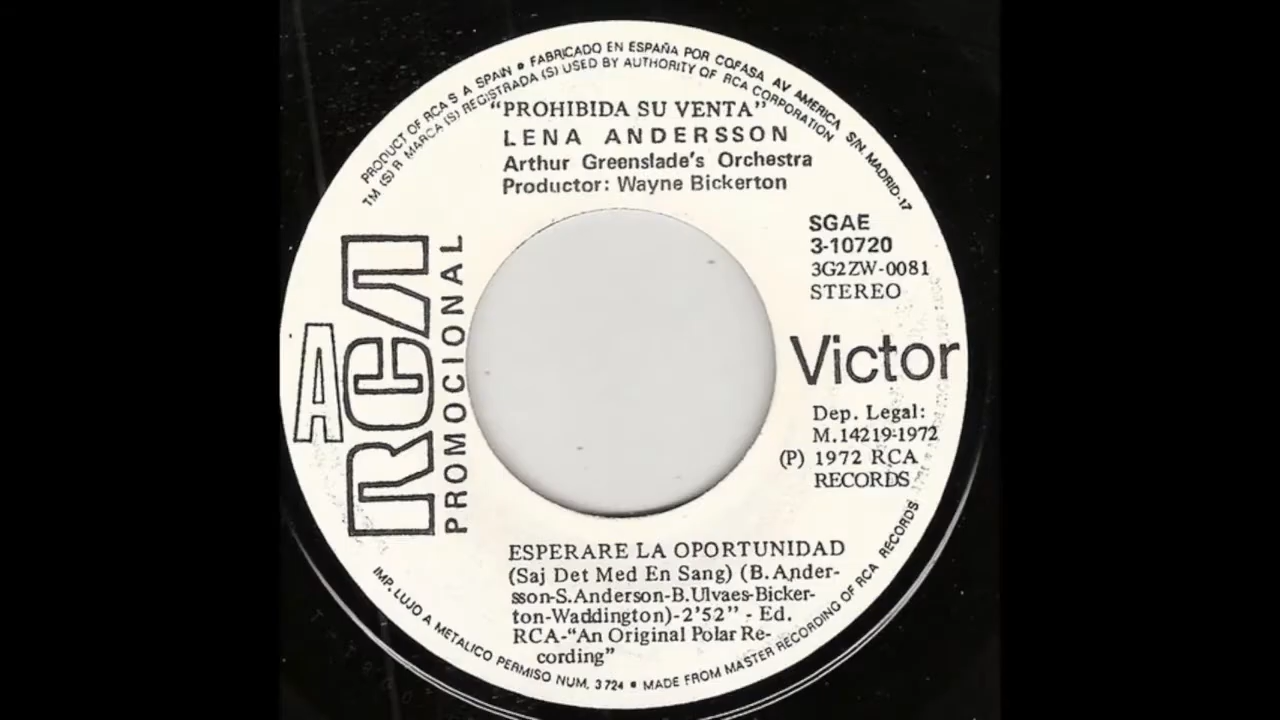 PRODUCT OF RCA S A SPAIN • FABRICADO EN ESPAÑA POR COFASA AV AMERICA S/N. MADRID-17
TM (S) R MARCA (S) REGISTRADA (S) USED BY AUTHORITY OF RCA CORPORATION
"PROHIBIDA SU VENTA"
LENA ANDERSSON
Arthur Greenslade's Orchestra
Productor: Wayne Bickerton
SGAE
3-10720
3G2ZW-0081
STEREO
A
RCA
PROMOCIONAL
Victor
Dep. Legal:
M.14219-1972
(P) 1972 RCA
RECORDS
ESPERARE LA OPORTUNIDAD
(Saj Det Med En Sang) (B.Ander-
sson-S.Anderson-B.Ulvaes-Bicker-
ton-Waddington)-2'52" - Ed.
RCA-"An Original Polar Re-
cording"
IMP. LUJO A METALICO PERMISO NUM. 3724 • MADE FROM MASTER RECORDING OF RCA RECORDS